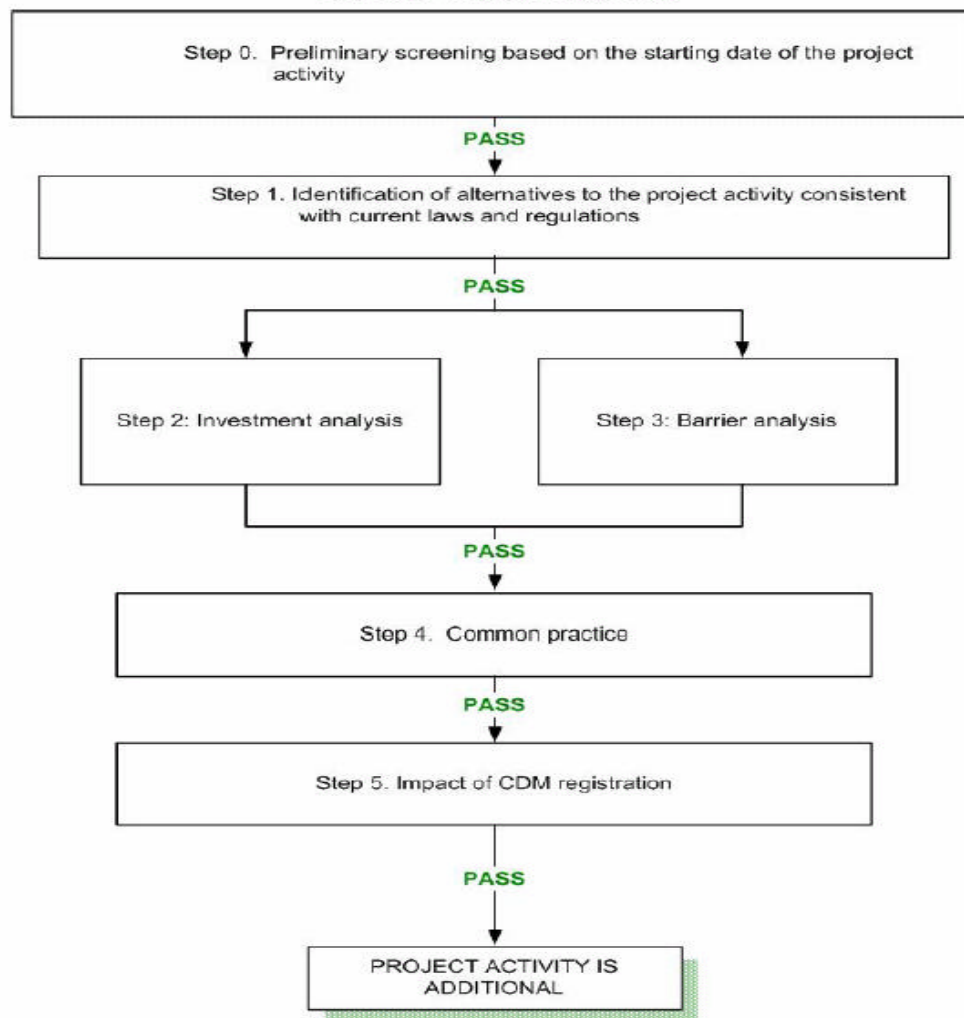 Step 0. Preliminary screening based on the starting date of the project
activity
PASS
Step 1. Identification of alternatives to the project activity consistent
with current laws and regulations
PASS
Step 2: Investment analysis
Step 3: Barrier analysis
PASS
Step 4. Common practice
PASS
Step 5. Impact of CDM registration
PASS
PROJECT ACTIVITY IS
ADDITIONAL